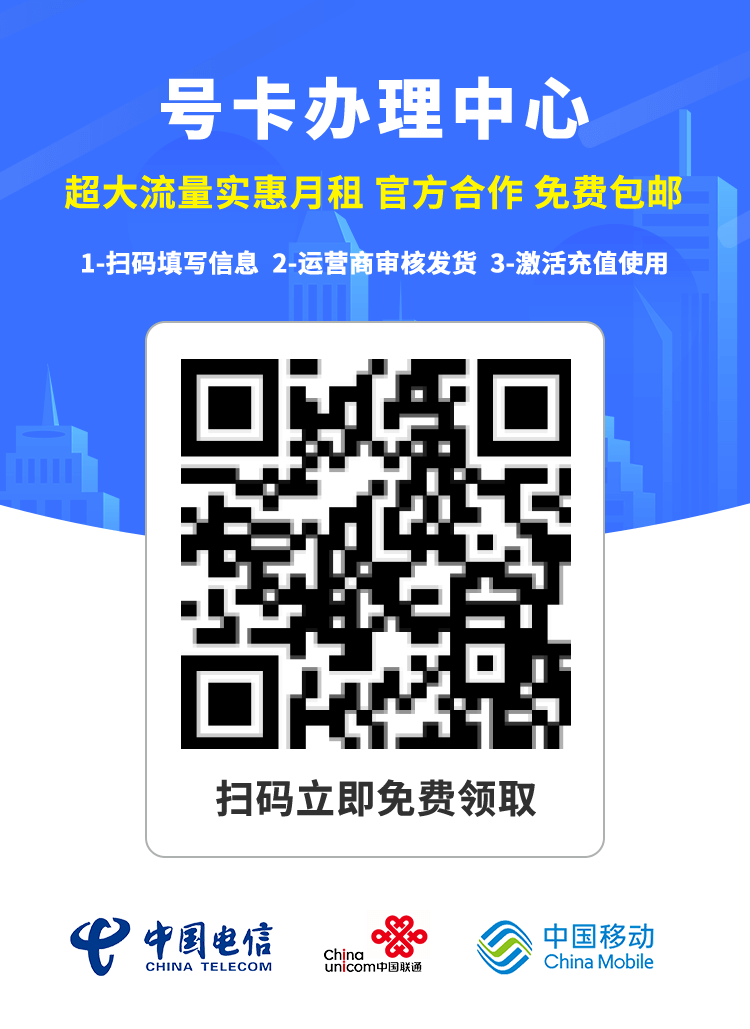 号卡办理中心
超大流量实惠月租 官方合作 免费包邮
1-扫码填写信息 2-运营商审核发货 3-激活充值使用
扫码立即免费领取
中国电信
CHINA TELECOM
China
unicom中国联通
中国移动
China Mobile